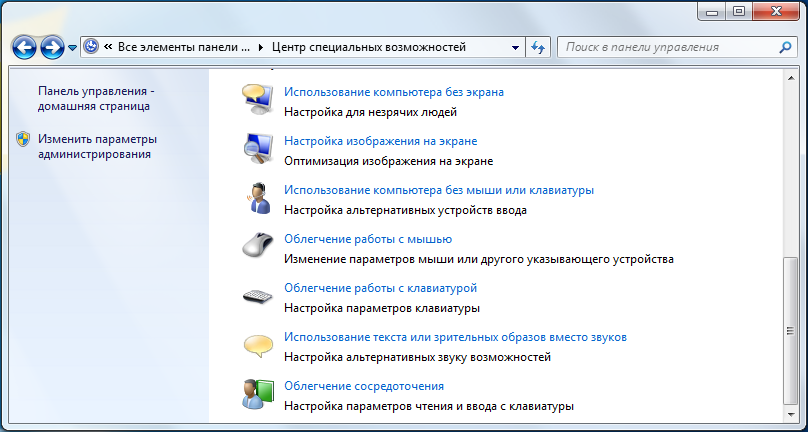 « Все элементы панели ... Центр специальных возможностей Поиск в панели управления
Панель управления -
домашняя страница
Изменить параметры
администрирования
Использование компьютера без экрана
Настройка для незрячих людей
Настройка изображения на экране
Оптимизация изображения на экране
Использование компьютера без мыши или клавиатуры
Настройка альтернативных устройств ввода
Облегчение работы с мышью
Изменение параметров мыши или другого указывающего устройства
Облегчение работы с клавиатурой
Настройка параметров клавиатуры
Использование текста или зрительных образов вместо звуков
Настройка альтернативных звуку возможностей
Облегчение сосредоточения
Настройка параметров чтения и ввода с клавиатуры